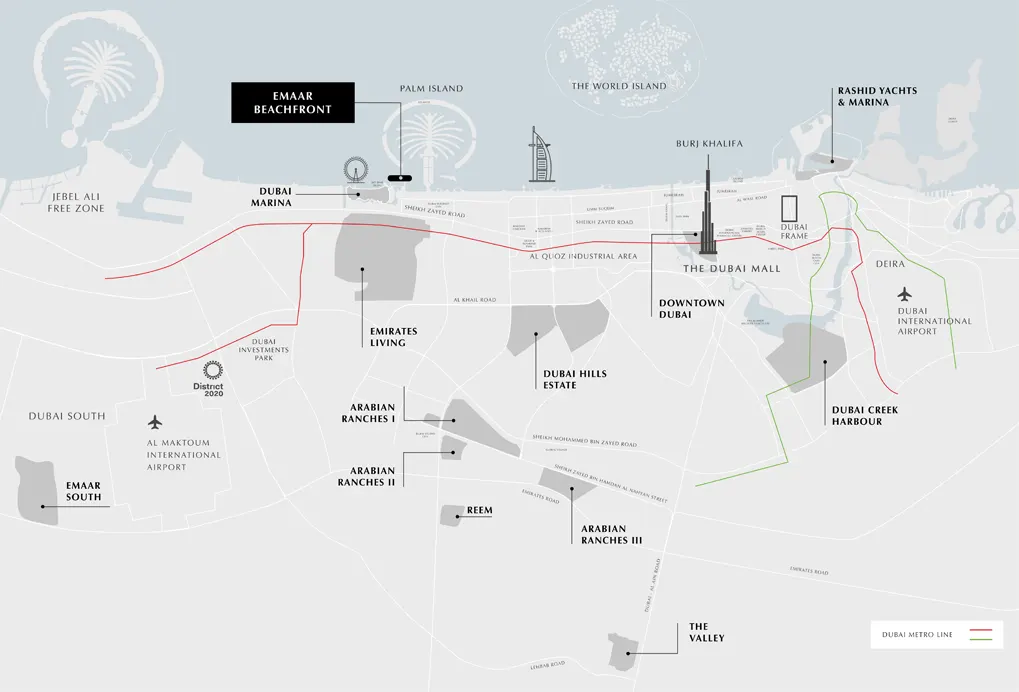 EMAAR
BEACHFRONT
PALM ISLAND
THE WORLD ISLAND
RASHID YACHTS
& MARINA
BURJ KHALIFA
JEBEL ALI
FREE ZONE
DUBAI
MARINA
SHEIKH ZAYED ROAD
SHEIKH ZAYED ROAD
AL WASL ROAD
DUBAI
FRAME
AL QUOZ INDUSTRIAL AREA
THE DUBAI MALL
DEIRA
DUBAI
INTERNATIONAL
AIRPORT
AL KHAIL ROAD
DOWNTOWN
DUBAI
EMIRATES
LIVING
DUBAI
INVESTMENTS
PARK
District
2020
DUBAI HILLS
ESTATE
DUBAI CREEK
HARBOUR
DUBAI SOUTH
AL MAKTOUM
INTERNATIONAL
AIRPORT
ARABIAN
RANCHES I
SHEIKH MOHAMMED BIN ZAYED ROAD
ARABIAN
RANCHES II
SHEIKH ZAYED BIN HAMDAN AL NAHYAN STREET
EMAAR
SOUTH
EMIRATES ROAD
REEM
ARABIAN
RANCHES III
EMIRATES ROAD
DUBAI - AL AIN ROAD
THE
VALLEY
LEHBAB ROAD
DUBAI METRO LINE